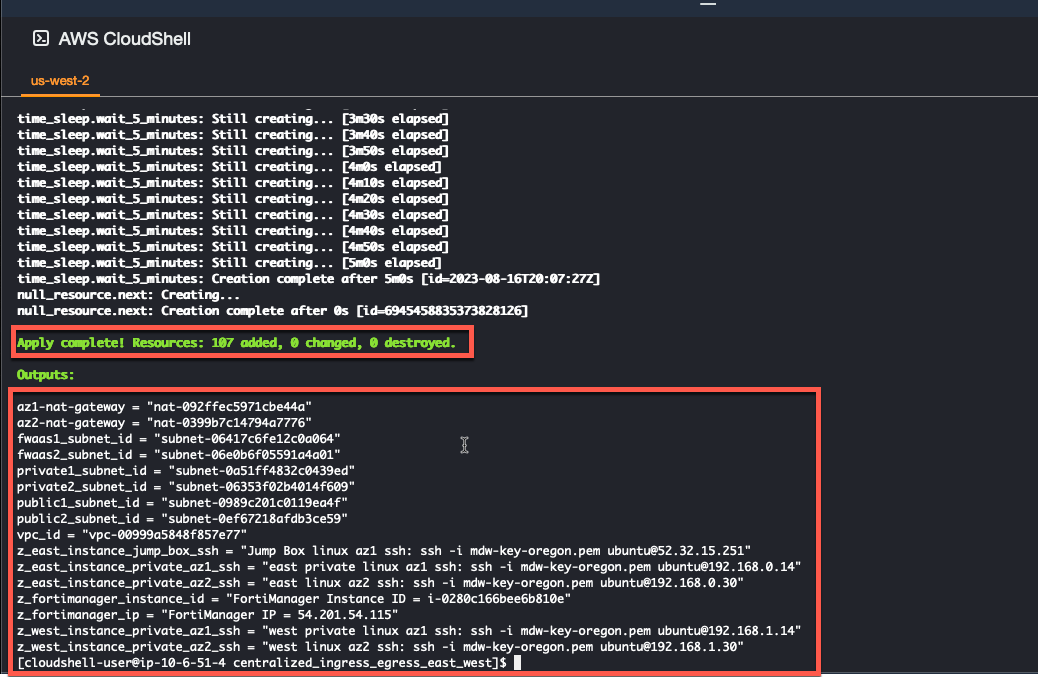 AWS CloudShell
us-west-2
time_sleep.wait_5_minutes: Still creating... [3m30s elapsed]
time_sleep.wait_5_minutes: Still creating... [3m40s elapsed]
time_sleep.wait_5_minutes: Still creating... [3m50s elapsed]
time_sleep.wait_5_minutes: Still creating... [4m0s elapsed]
time_sleep.wait_5_minutes: Still creating... [4m10s elapsed]
time_sleep.wait_5_minutes: Still creating... [4m20s elapsed]
time_sleep.wait_5_minutes: Still creating... [4m30s elapsed]
time_sleep.wait_5_minutes: Still creating... [4m40s elapsed]
time_sleep.wait_5_minutes: Still creating... [4m50s elapsed]
time_sleep.wait_5_minutes: Still creating... [5m0s elapsed]
time_sleep.wait_5_minutes: Creation complete after 5m0s [id=2023-08-16T20:07:27Z]
null_resource.next: Creating...
null_resource.next: Creation complete after 0s [id=6945458835373828126]
Apply complete! Resources: 107 added, 0 changed, 0 destroyed.
Outputs:
az1-nat-gateway = "nat-092ffec5971cbe44a"
az2-nat-gateway = "nat-0399b7c14794a7776"
fwaas1_subnet_id = "subnet-06417c6fe12c0a064"
fwaas2_subnet_id = "subnet-06e0b6f05591a4a01"
private1_subnet_id = "subnet-0a51ff4832c0439ed"
private2_subnet_id = "subnet-06353f02b4014f609"
public1_subnet_id = "subnet-0989c201c0119ea4f"
public2_subnet_id = "subnet-0ef67218afdb3ce59"
vpc_id = "vpc-00999a5848f857e77"
z_east_instance_jump_box_ssh = "Jump Box linux az1 ssh: ssh -i mdw-key-oregon.pem ubuntu@52.32.15.251"
z_east_instance_private_az1_ssh = "east private linux az1 ssh: ssh -i mdw-key-oregon.pem ubuntu@192.168.0.14"
z_east_instance_private_az2_ssh = "east linux az2 ssh: ssh -i mdw-key-oregon.pem ubuntu@192.168.0.30"
z_fortimanager_instance_id = "FortiManager Instance ID = i-0280c166bee6b810e"
z_fortimanager_ip = "FortiManager IP = 54.201.54.115"
z_west_instance_private_az1_ssh = "west private linux az1 ssh: ssh -i mdw-key-oregon.pem ubuntu@192.168.1.14"
z_west_instance_private_az2_ssh = "west linux az2 ssh: ssh -i mdw-key-oregon.pem ubuntu@192.168.1.30"
[cloudshell-user@ip-10-6-51-4 centralized_ingress_egress_east_west]$